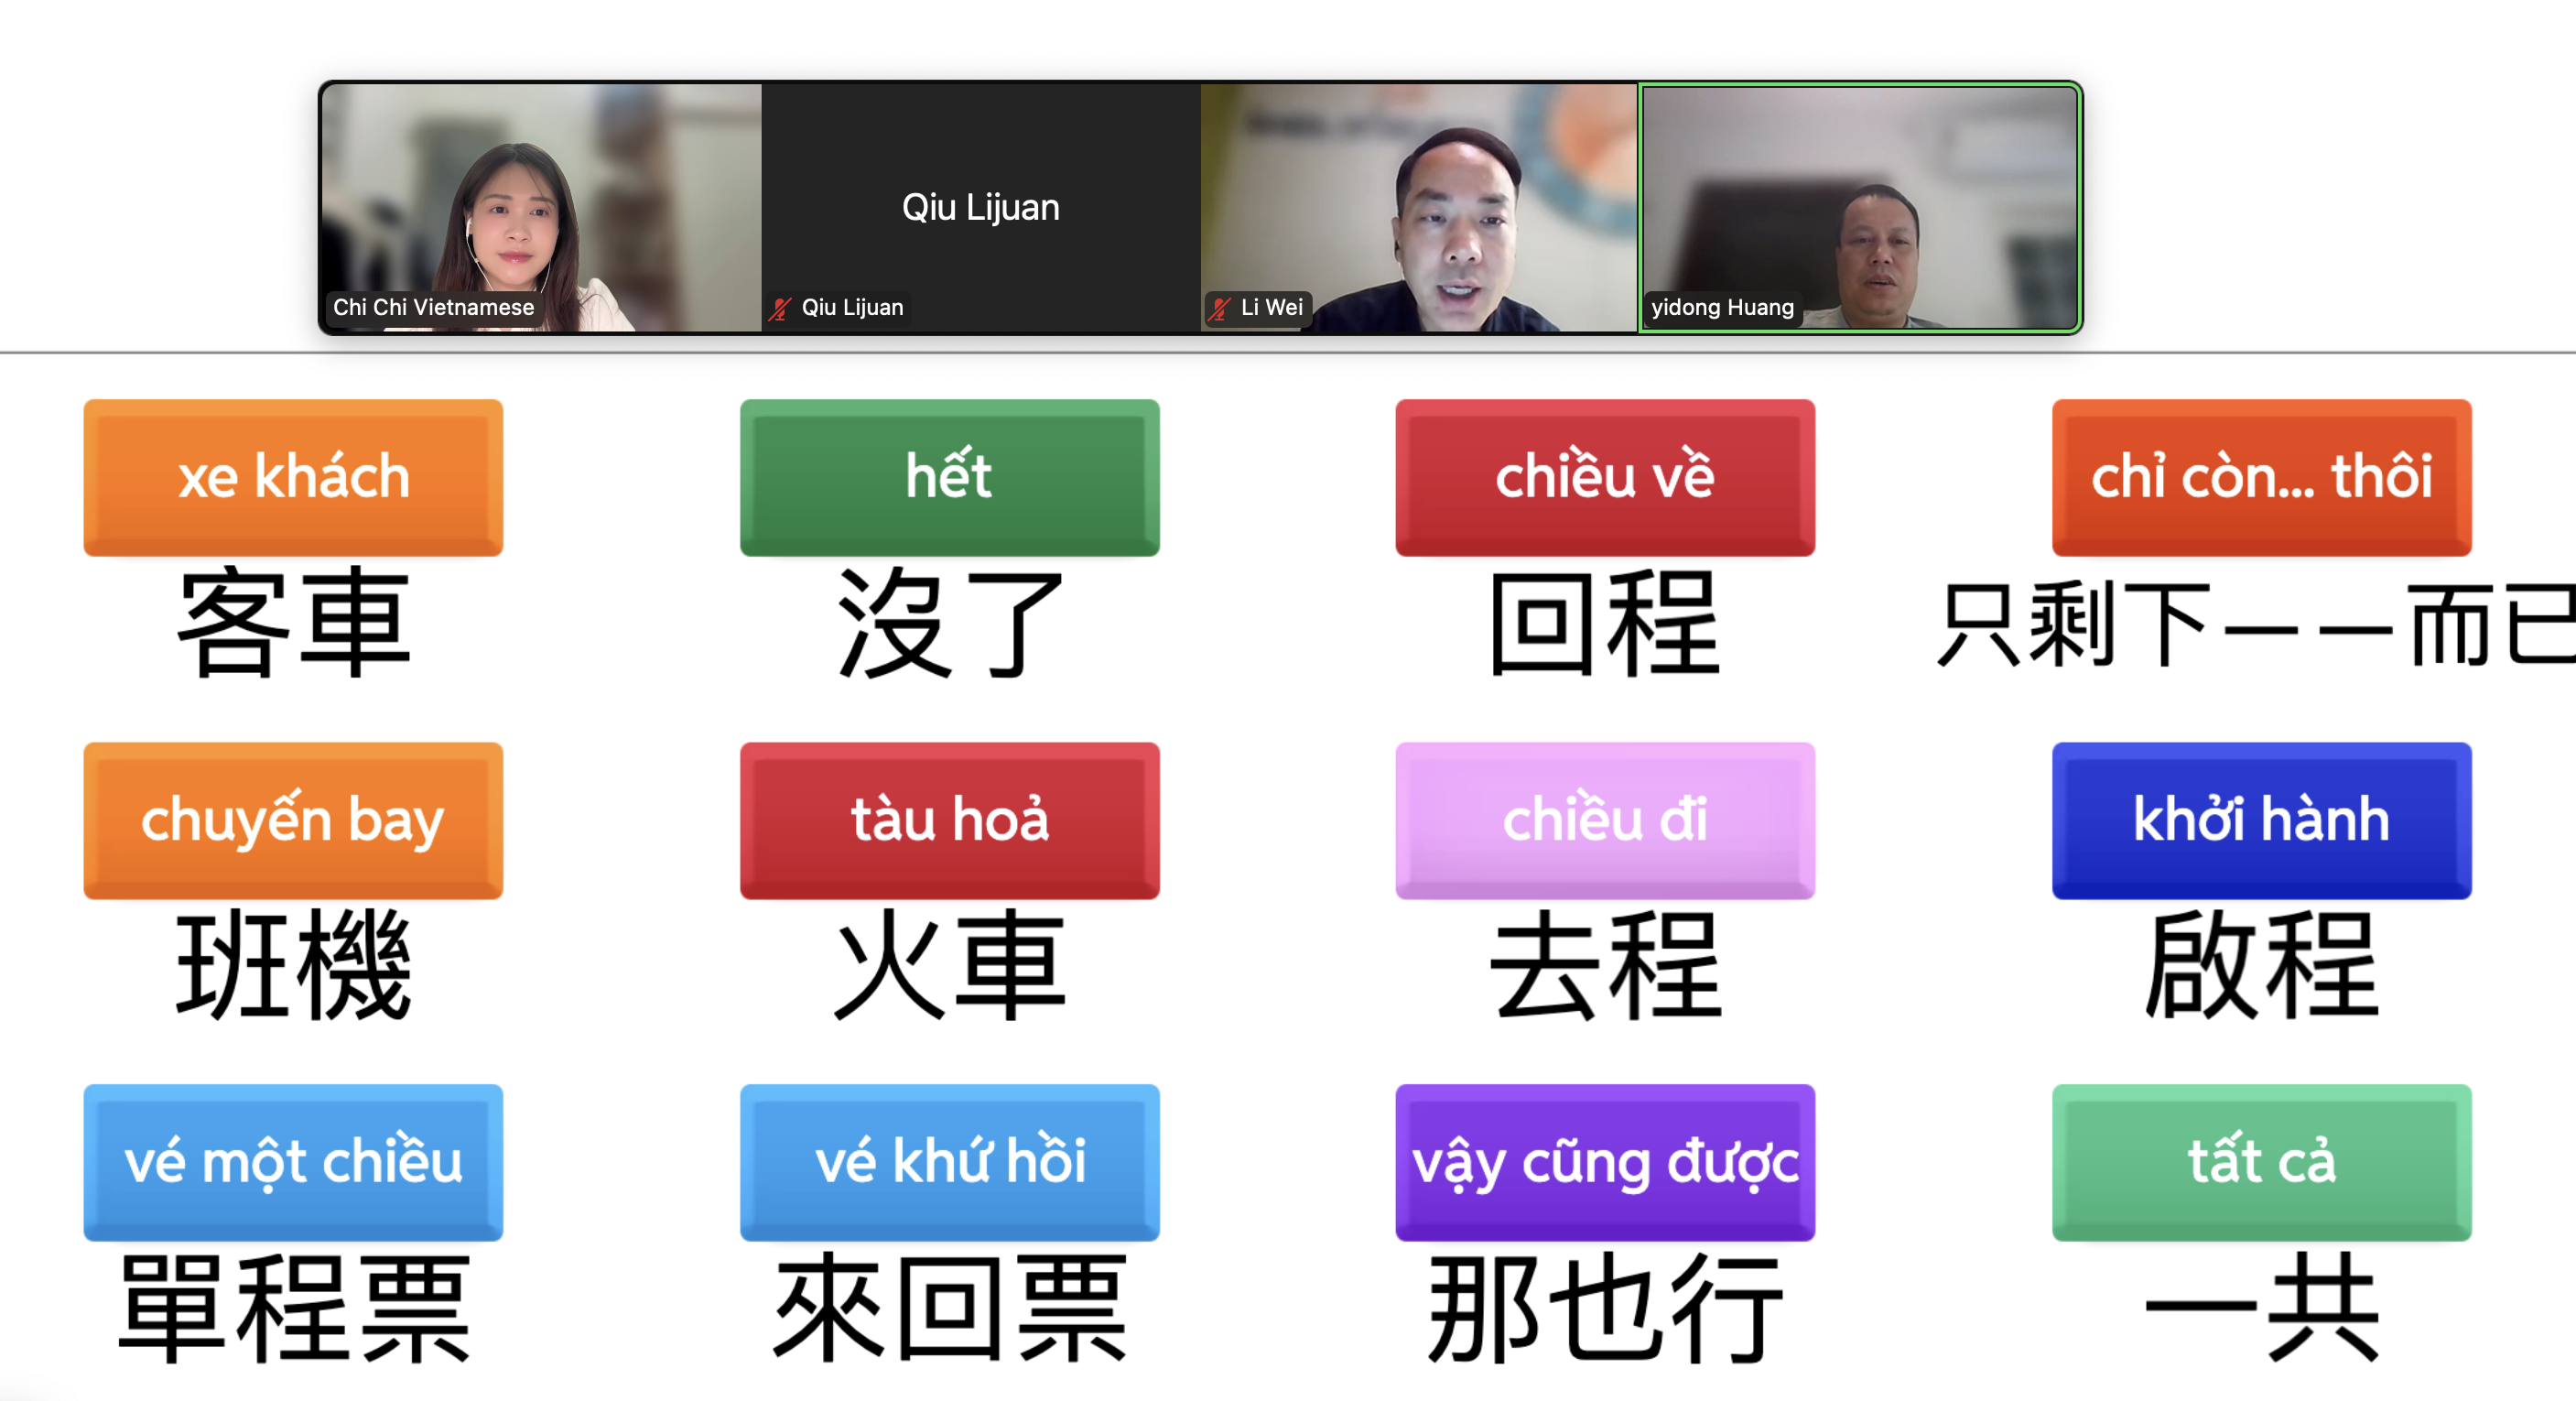 Qiu Lijuan
Chi Chi Vietnamese
Qiu Lijuan
Li Wei
yidong Huang
xe khách
hết
chiều về
chỉ còn... thôi
客車
沒了
回程
只剩下——而已
chuyến bay
tàu hoả
chiều đi
khởi hành
班機
火車
去程
啟程
vé một chiều
vé khứ hồi
vậy cũng được
tất cả
單程票
來回票
那也行
一共